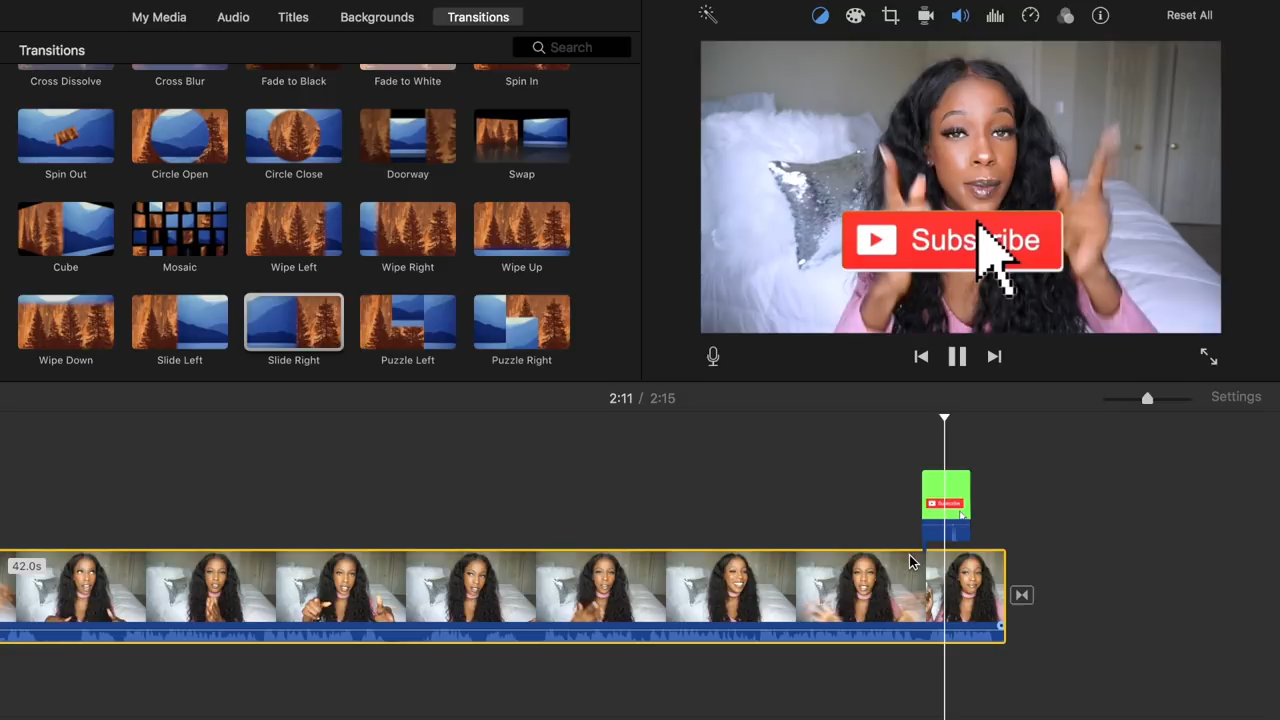 My Media Audio Titles Backgrounds Transitions
Reset All
Transitions
Search
Cross Dissolve Cross Blur Fade to Black Fade to White Spin In
Spin Out Circle Open Circle Close Doorway Swap
Cube Mosaic Wipe Left Wipe Right Wipe Up
Wipe Down Slide Left Slide Right Puzzle Left Puzzle Right
Subscribe
2:11 / 2:15
Settings
Subscribe
42.0s